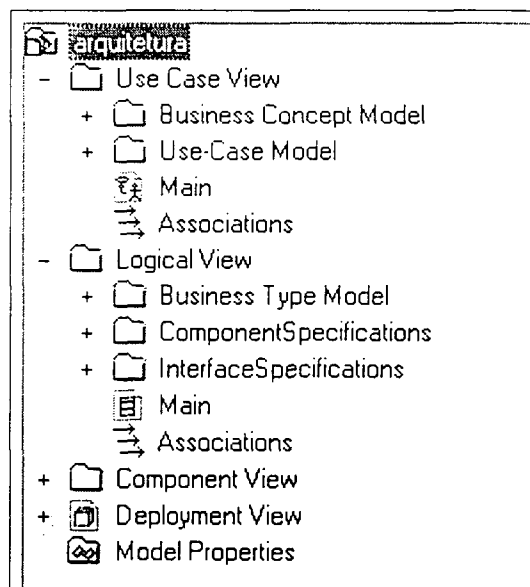 arquitetura
- Use Case View
+ Business Concept Model
+ Use-Case Model
Main
Associations
- Logical View
+ Business Type Model
+ ComponentSpecifications
+ InterfaceSpecifications
Main
Associations
+ Component View
+ Deployment View
Model Properties